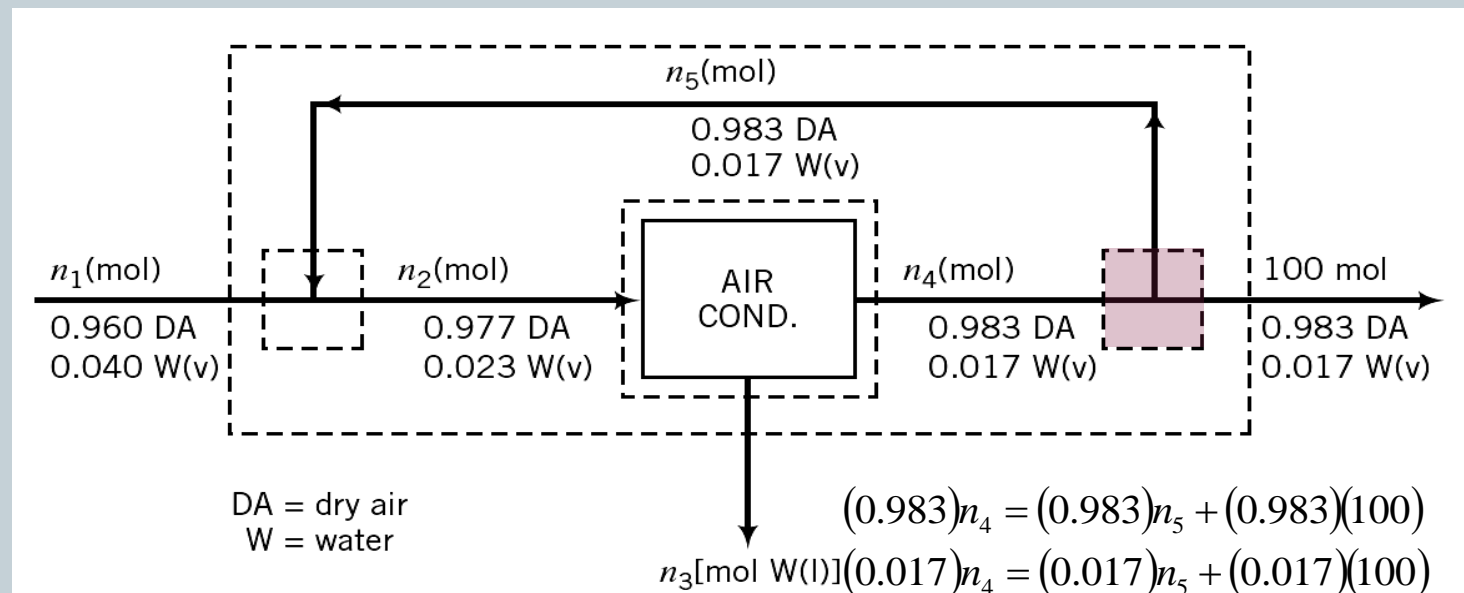 n₅(mol)
0.983 DA
0.017 W(v)
n₁(mol)
0.960 DA
0.040 W(v)
n₂(mol)
0.977 DA
0.023 W(v)
AIR
COND.
n₄(mol)
0.983 DA
0.017 W(v)
100 mol
0.983 DA
0.017 W(v)
DA = dry air
W = water
n₃[mol W(l)]
(0.983)n₄ = (0.983)n₅ + (0.983)(100)
(0.017)n₄ = (0.017)n₅ + (0.017)(100)